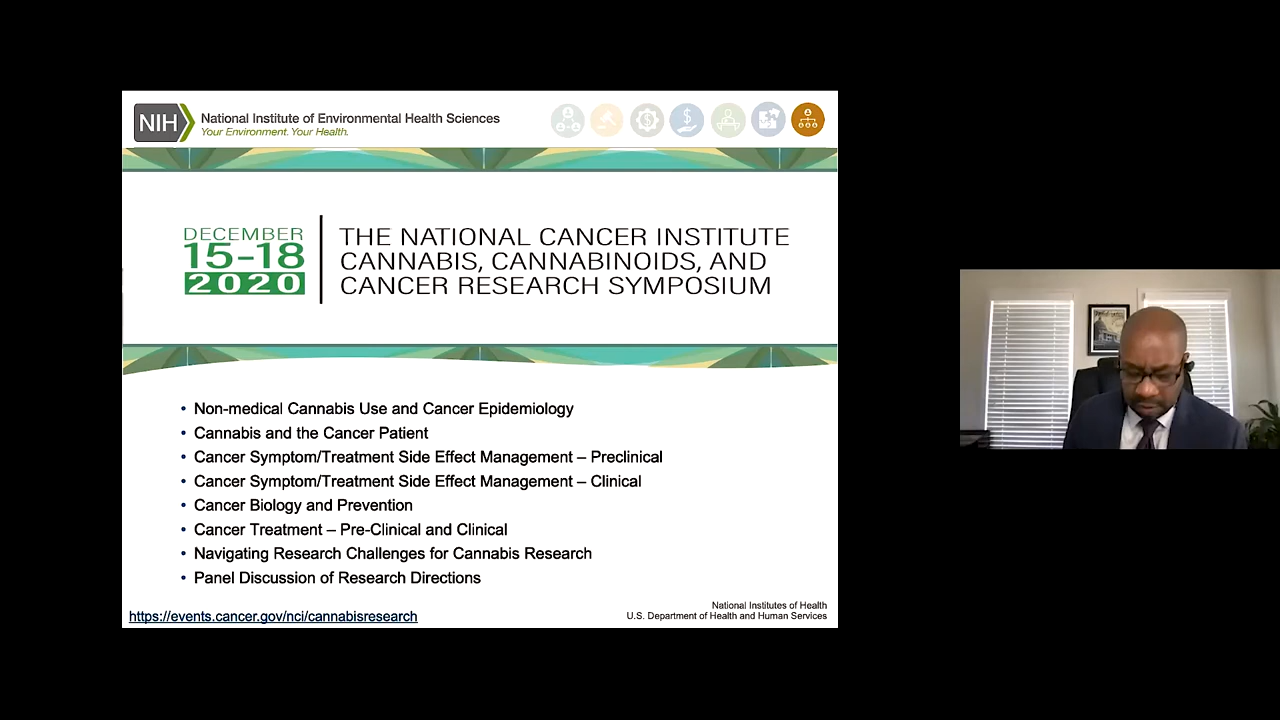 NIH
National Institute of Environmental Health Sciences
Your Environment. Your Health.
DECEMBER
15-18
2020
THE NATIONAL CANCER INSTITUTE
CANNABIS, CANNABINOIDS, AND
CANCER RESEARCH SYMPOSIUM
• Non-medical Cannabis Use and Cancer Epidemiology
• Cannabis and the Cancer Patient
• Cancer Symptom/Treatment Side Effect Management – Preclinical
• Cancer Symptom/Treatment Side Effect Management – Clinical
• Cancer Biology and Prevention
• Cancer Treatment – Pre-Clinical and Clinical
• Navigating Research Challenges for Cannabis Research
• Panel Discussion of Research Directions
https://events.cancer.gov/nci/cannabisresearch
National Institutes of Health
U.S. Department of Health and Human Services